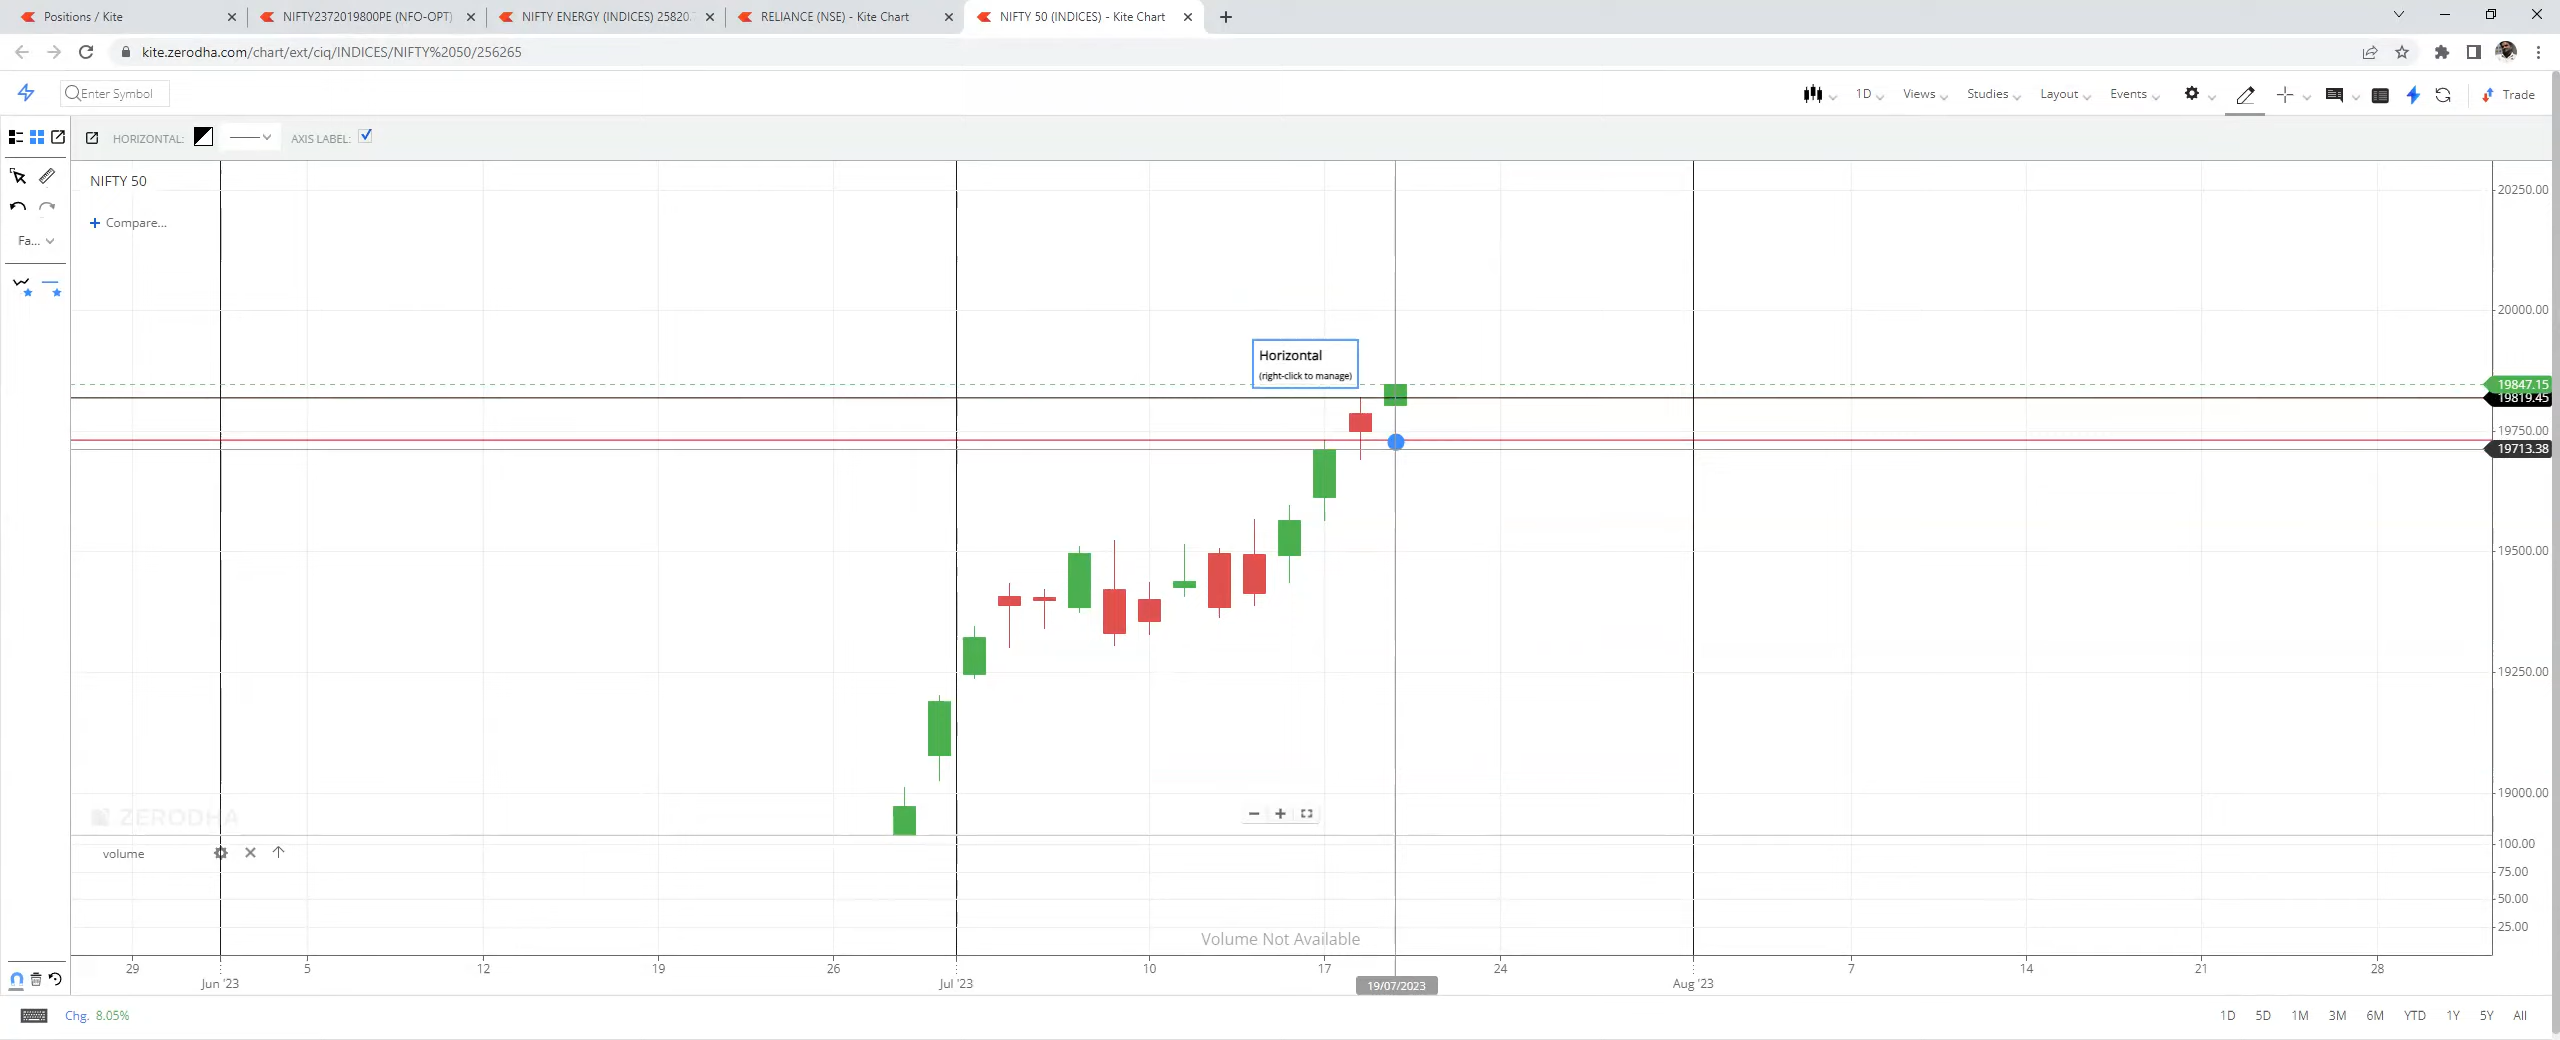 Positions / Kite
NIFTY2372019800PE (NFO-OPT)
NIFTY ENERGY (INDICES) 25820.
RELIANCE (NSE) - Kite Chart
NIFTY 50 (INDICES) - Kite Chart
kite.zerodha.com/chart/ext/ciq/INDICES/NIFTY%2050/256265
Enter Symbol
1D
Views
Studies
Layout
Events
Trade
HORIZONTAL:
AXIS LABEL:
NIFTY 50
Compare...
Fa...
Horizontal
(right-click to manage)
20250.00
20000.00
19847.15
19819.45
19750.00
19713.38
19500.00
19250.00
19000.00
ZERODHA
volume
100.00
75.00
50.00
25.00
Volume Not Available
29
5
12
19
26
10
17
24
7
14
21
28
Jun '23
Jul '23
19/07/2023
Aug '23
Chg. 8.05%
1D
5D
1M
3M
6M
YTD
1Y
5Y
All